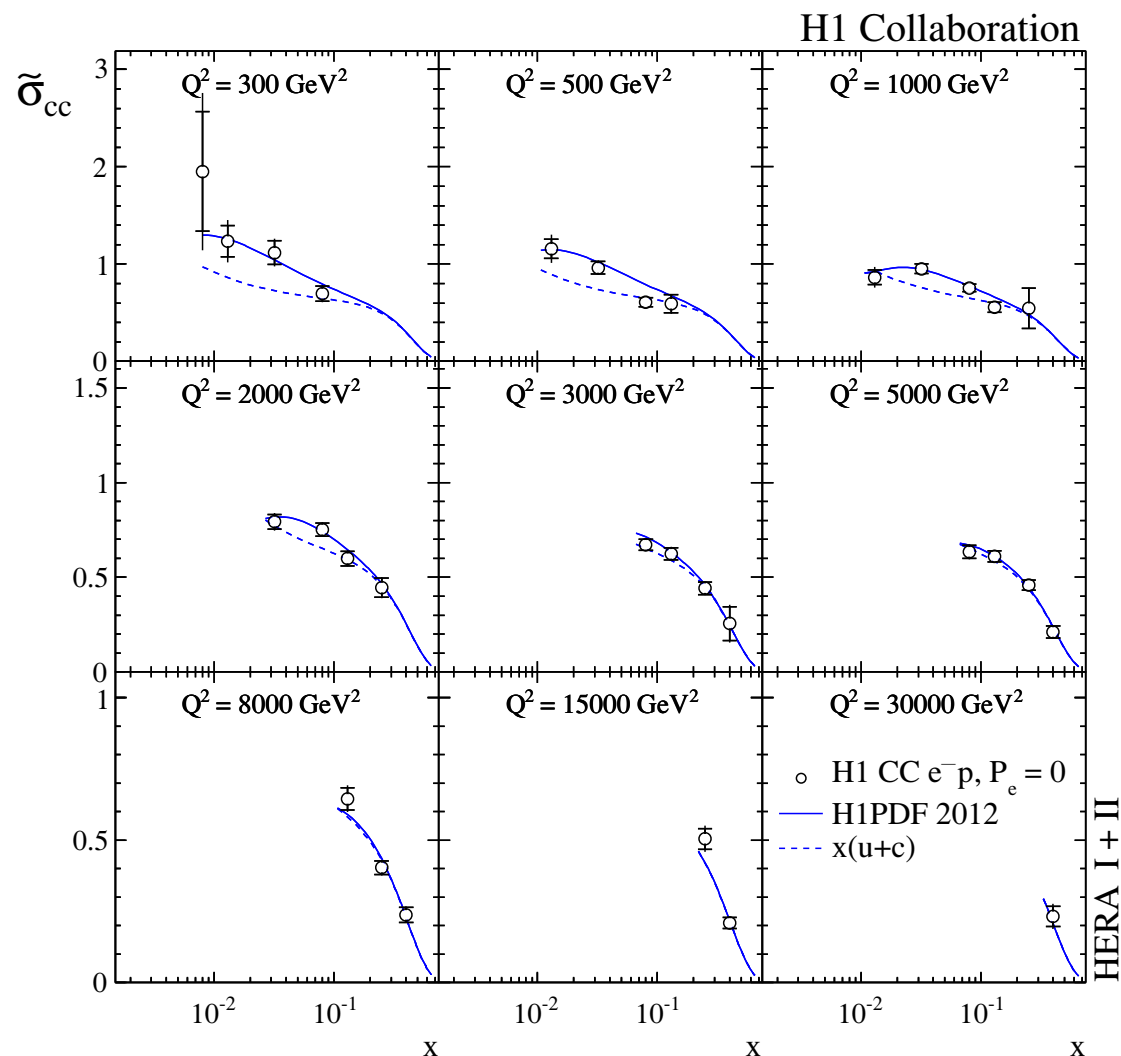 H1 Collaboration
σ̃cc
Q² = 300 GeV²
Q² = 500 GeV²
Q² = 1000 GeV²
3
2
1
0
Q² = 2000 GeV²
Q² = 3000 GeV²
Q² = 5000 GeV²
1.5
1
0.5
0
Q² = 8000 GeV²
Q² = 15000 GeV²
Q² = 30000 GeV²
1
0.5
0
H1 CC e⁻p, Pₑ = 0
H1PDF 2012
x(u+c)
HERA I + II
10⁻² 10⁻¹ 10⁻² 10⁻¹ 10⁻² 10⁻¹
x x x